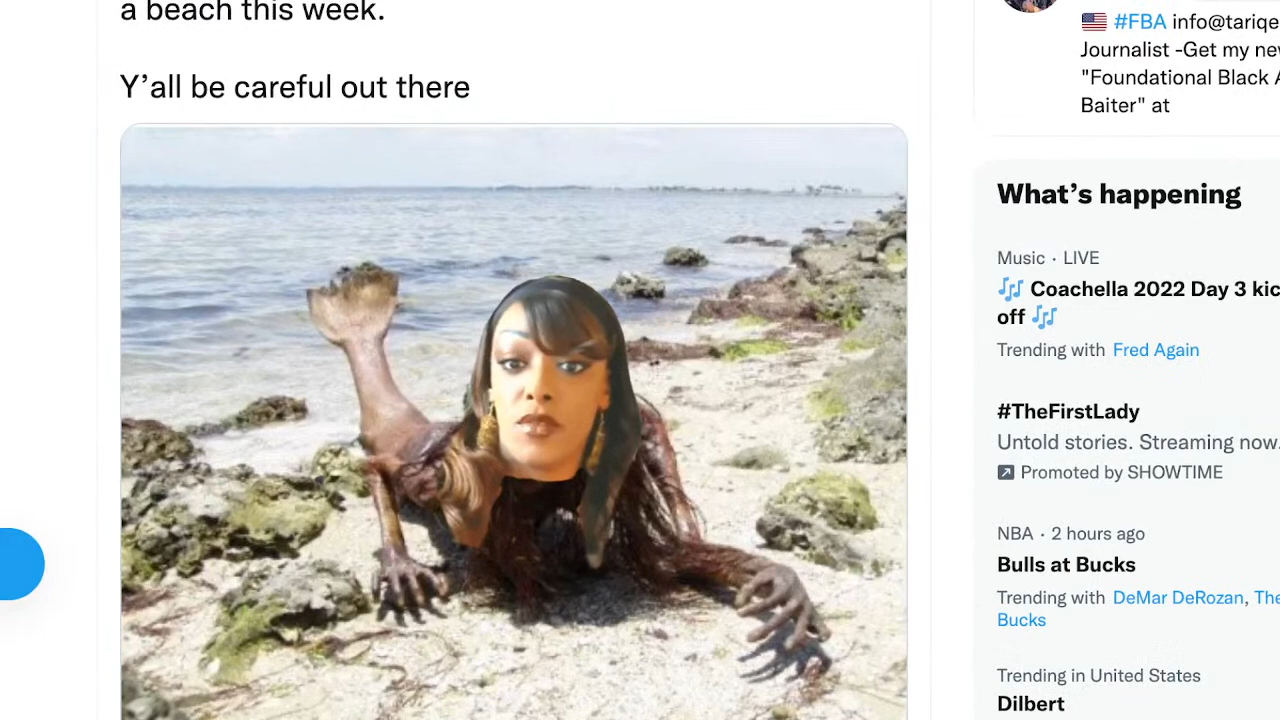 a beach this week.
Y’all be careful out there
🇺🇸 #FBA info@tariqe
Journalist -Get my ne
"Foundational Black A
Baiter" at
What’s happening
Music · LIVE
🎶 Coachella 2022 Day 3 kic
off 🎶
Trending with Fred Again
#TheFirstLady
Untold stories. Streaming now.
Promoted by SHOWTIME
NBA · 2 hours ago
Bulls at Bucks
Trending with DeMar DeRozan, The
Bucks
Trending in United States
Dilbert